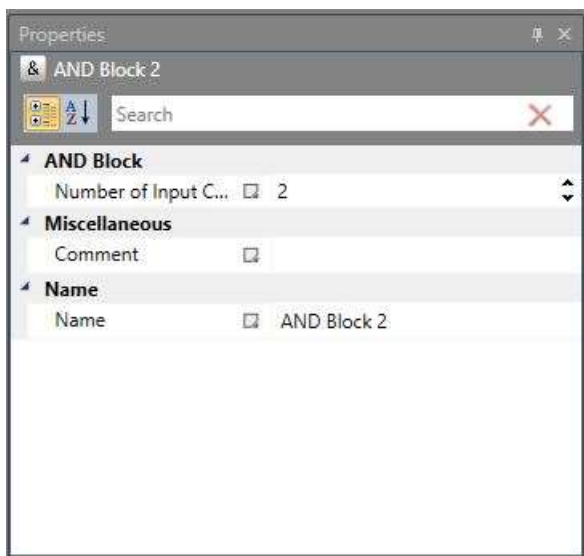 Properties
& AND Block 2
Search
AND Block
Number of Input C... 2
Miscellaneous
Comment
Name
Name AND Block 2